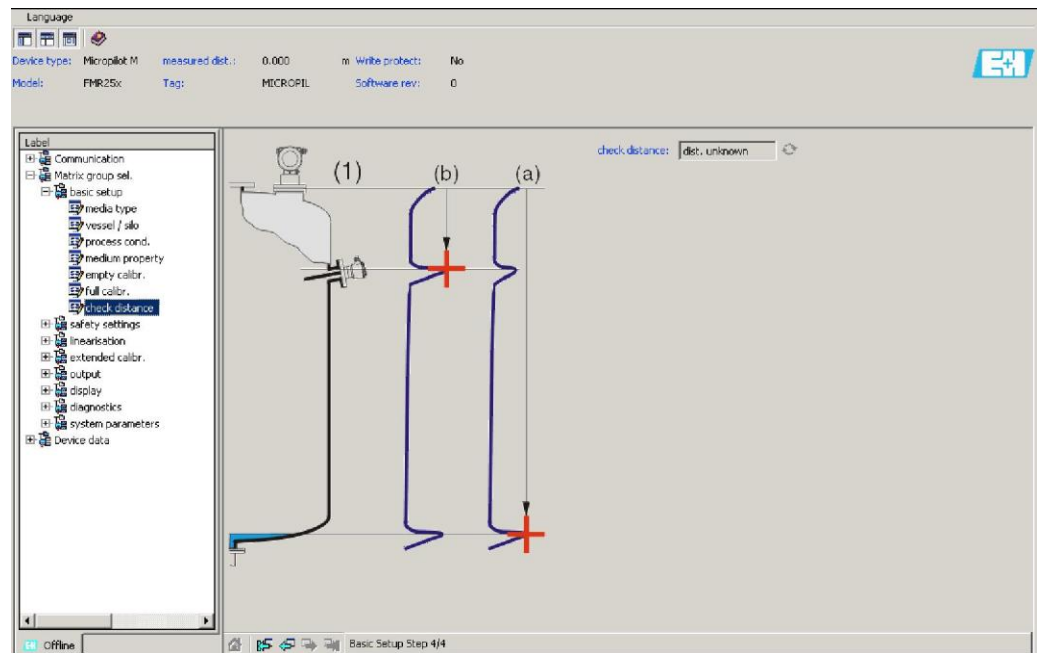 Language
Device type: Micropilot M measured dist.: 0.000 m Write protect: No
Model: FMR25x Tag: MICROPIL Software rev: 0
E+H
Label
Communication
Matrix group sel.
basic setup
media type
vessel / silo
process cond.
medium property
empty calibr.
full calibr.
check distance
safety settings
linearisation
extended calibr.
output
display
diagnostics
system parameters
Device data
(1) (b) (a)
check distance: dist. unknown
Offline
Basic Setup Step 4/4